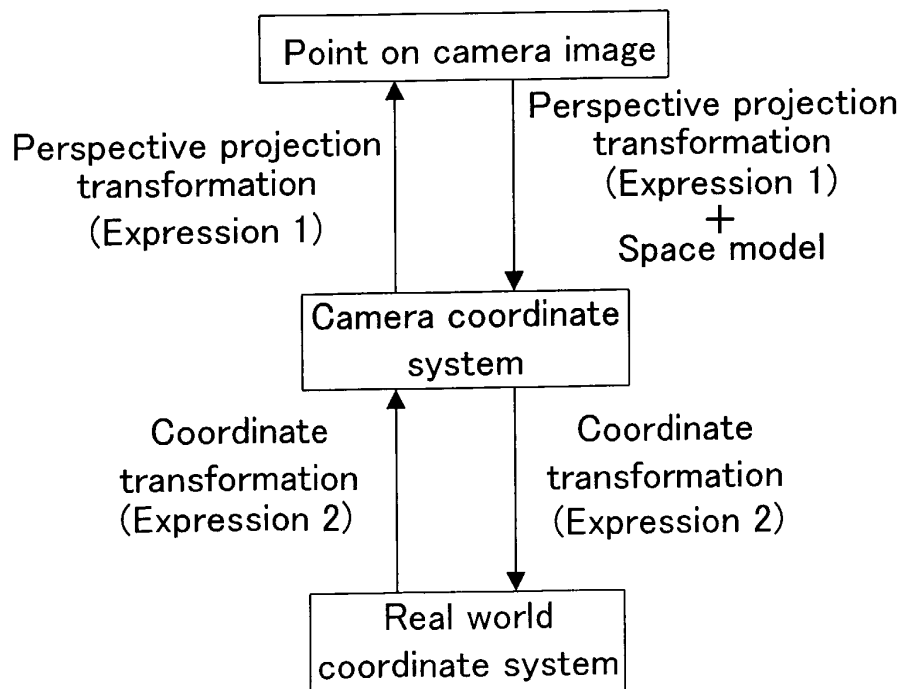 Point on camera image
Perspective projection
transformation
(Expression 1)
Perspective projection
transformation
(Expression 1)
+
Space model
Camera coordinate
system
Coordinate
transformation
(Expression 2)
Coordinate
transformation
(Expression 2)
Real world
coordinate system